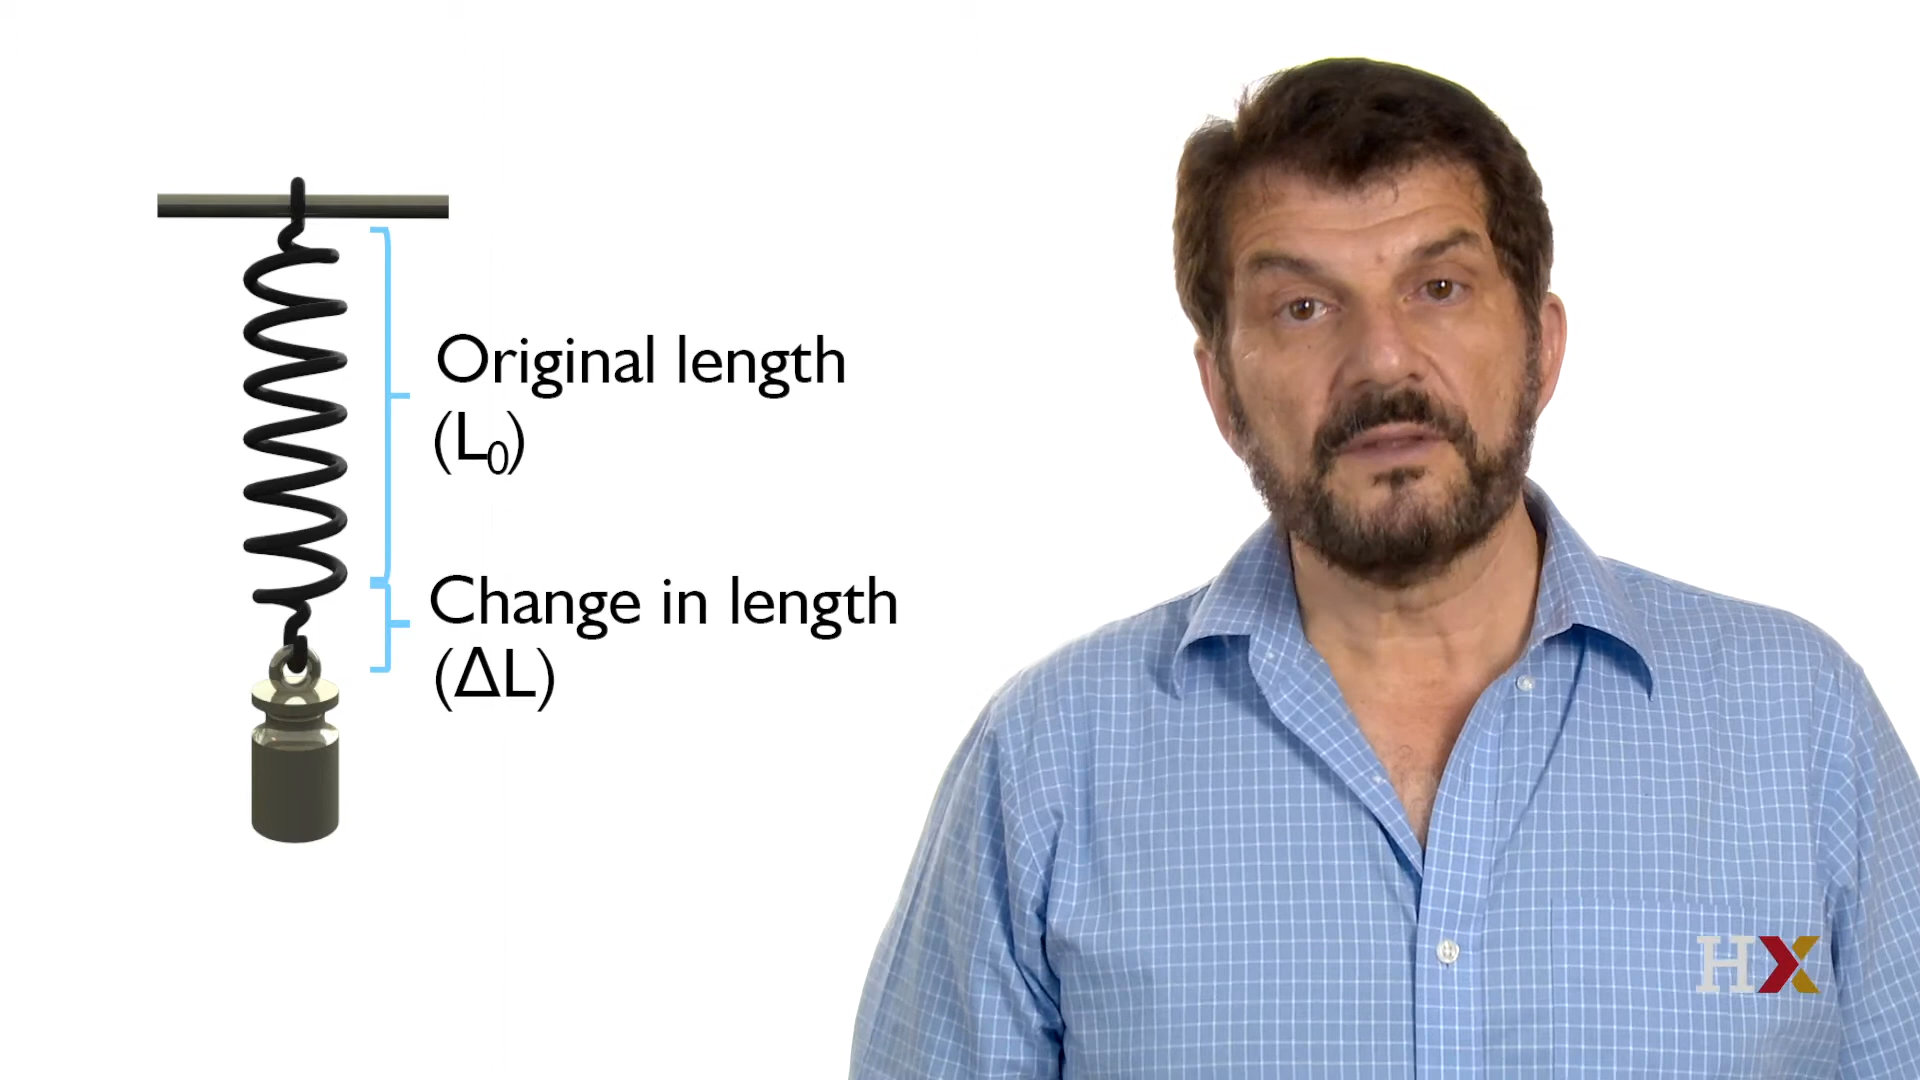 Original length
(L₀)
Change in length
(ΔL)
HX